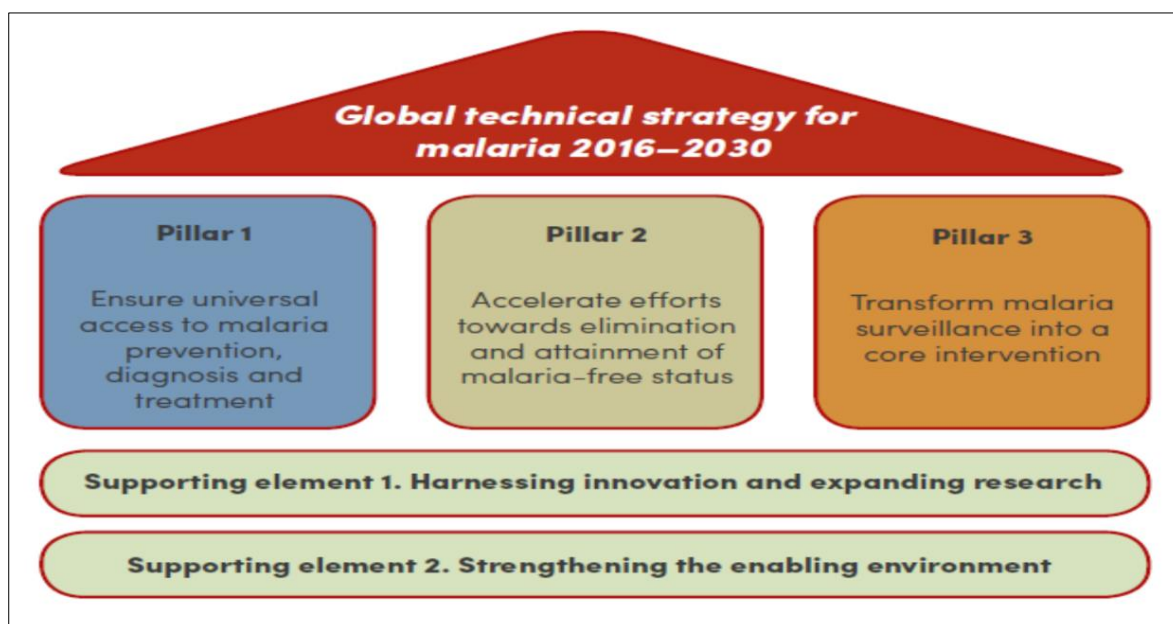 Global technical strategy for
malaria 2016–2030
Pillar 1
Ensure universal
access to malaria
prevention,
diagnosis and
treatment
Pillar 2
Accelerate efforts
towards elimination
and attainment of
malaria-free status
Pillar 3
Transform malaria
surveillance into a
core intervention
Supporting element 1. Harnessing innovation and expanding research
Supporting element 2. Strengthening the enabling environment